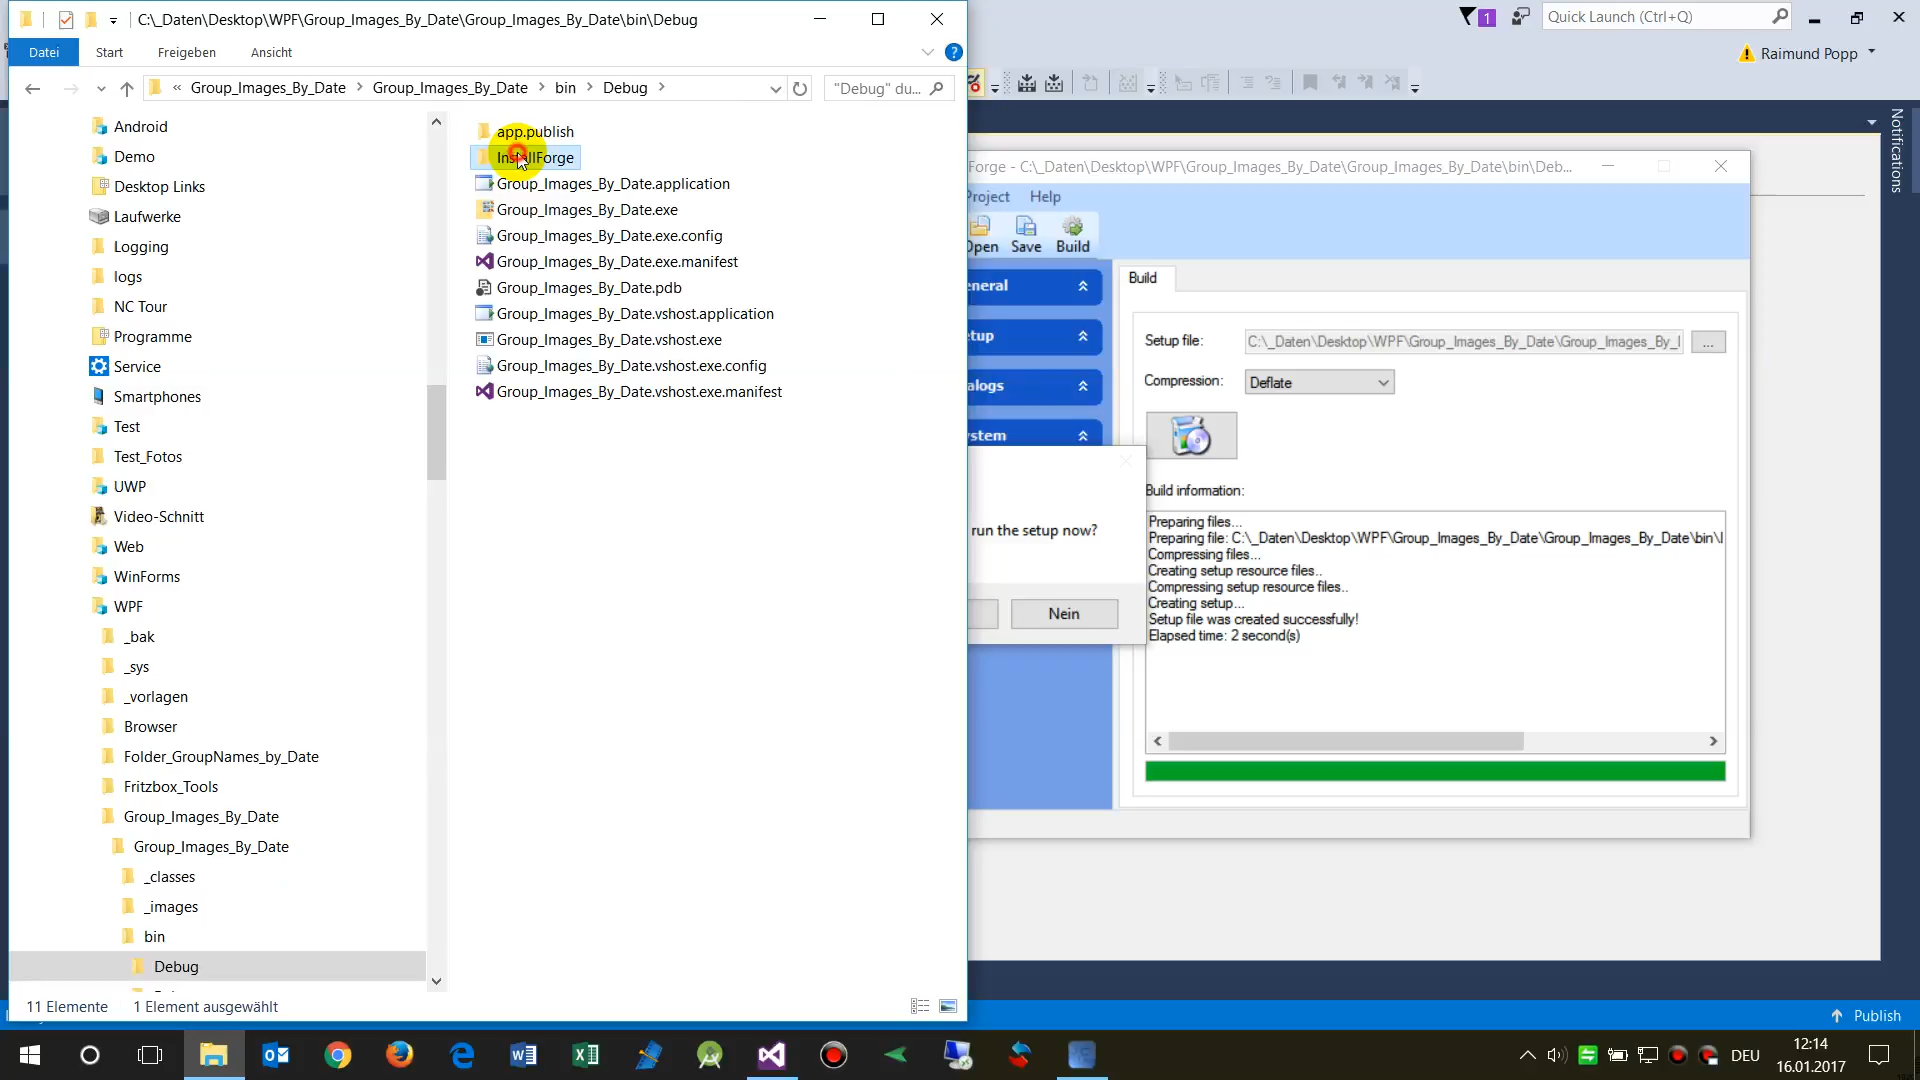 C:\_Daten\Desktop\WPF\Group_Images_By_Date\Group_Images_By_Date\bin\Debug
Datei
Start
Freigeben
Ansicht
« Group_Images_By_Date > Group_Images_By_Date > bin > Debug >
"Debug" du...
Android
Demo
Desktop Links
Laufwerke
Logging
logs
NC Tour
Programme
Service
Smartphones
Test
Test_Fotos
UWP
Video-Schnitt
Web
WinForms
WPF
_bak
_sys
_vorlagen
Browser
Folder_GroupNames_by_Date
Fritzbox_Tools
Group_Images_By_Date
Group_Images_By_Date
_classes
_images
bin
Debug
app.publish
InstallForge
Group_Images_By_Date.application
Group_Images_By_Date.exe
Group_Images_By_Date.exe.config
Group_Images_By_Date.exe.manifest
Group_Images_By_Date.pdb
Group_Images_By_Date.vshost.application
Group_Images_By_Date.vshost.exe
Group_Images_By_Date.vshost.exe.config
Group_Images_By_Date.vshost.exe.manifest
11 Elemente
1 Element ausgewählt
1
Quick Launch (Ctrl+Q)
Raimund Popp
Notifications
Forge - C:\_Daten\Desktop\WPF\Group_Images_By_Date\Group_Images_By_Date\bin\Deb...
Project
Help
Open
Save
Build
eneral
etup
ialogs
ystem
Build
Setup file:
C:\_Daten\Desktop\WPF\Group_Images_By_Date\Group_Images_By_I
...
Compression:
Deflate
Build information:
Preparing files...
Preparing file: C:\_Daten\Desktop\WPF\Group_Images_By_Date\Group_Images_By_Date\bin\I
Compressing files...
Creating setup resource files..
Compressing setup resource files..
Creating setup...
Setup file was created successfully!
Elapsed time: 2 second(s)
run the setup now?
Nein
Publish
DEU
12:14
16.01.2017